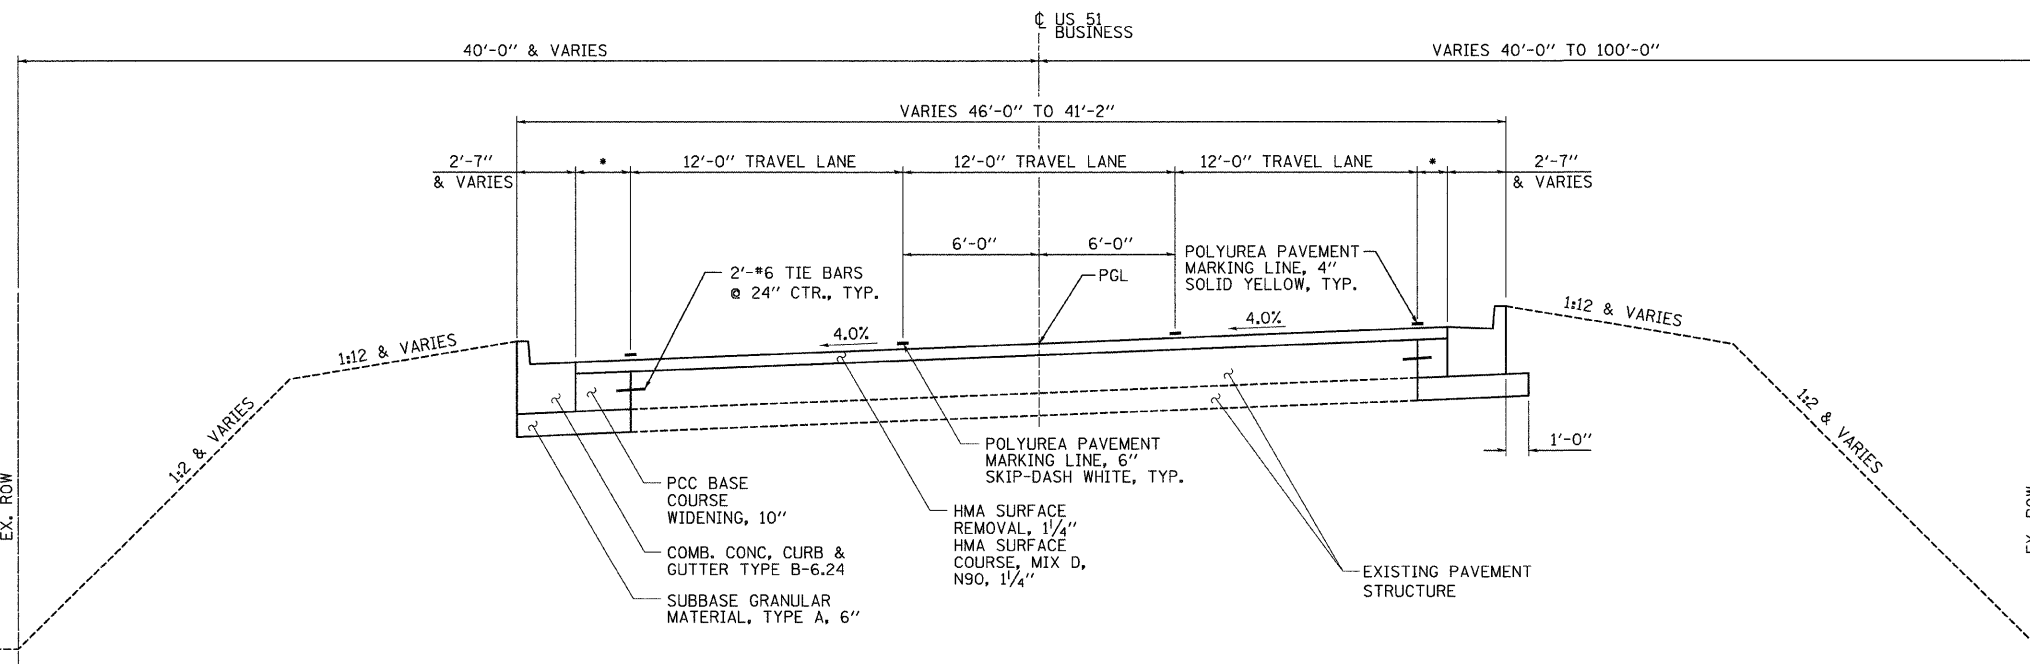 ℄ US 51
BUSINESS
40'-0" & VARIES
VARIES 40'-0" TO 100'-0"
VARIES 46'-0" TO 41'-2"
2'-7"
& VARIES
*
12'-0" TRAVEL LANE
12'-0" TRAVEL LANE
12'-0" TRAVEL LANE
*
2'-7"
& VARIES
6'-0"
6'-0"
POLYUREA PAVEMENT
MARKING LINE, 4"
SOLID YELLOW, TYP.
2'-#6 TIE BARS
@ 24" CTR., TYP.
PGL
1:12 & VARIES
4.0%
4.0%
1:12 & VARIES
1:2 & VARIES
1:2 & VARIES
1'-0"
EX. ROW
EX. ROW
POLYUREA PAVEMENT
MARKING LINE, 6"
SKIP-DASH WHITE, TYP.
PCC BASE
COURSE
WIDENING, 10"
HMA SURFACE
REMOVAL, 1 1/4"
HMA SURFACE
COURSE, MIX D,
N90, 1 1/4"
COMB. CONC, CURB &
GUTTER TYPE B-6.24
SUBBASE GRANULAR
MATERIAL, TYPE A, 6"
EXISTING PAVEMENT
STRUCTURE